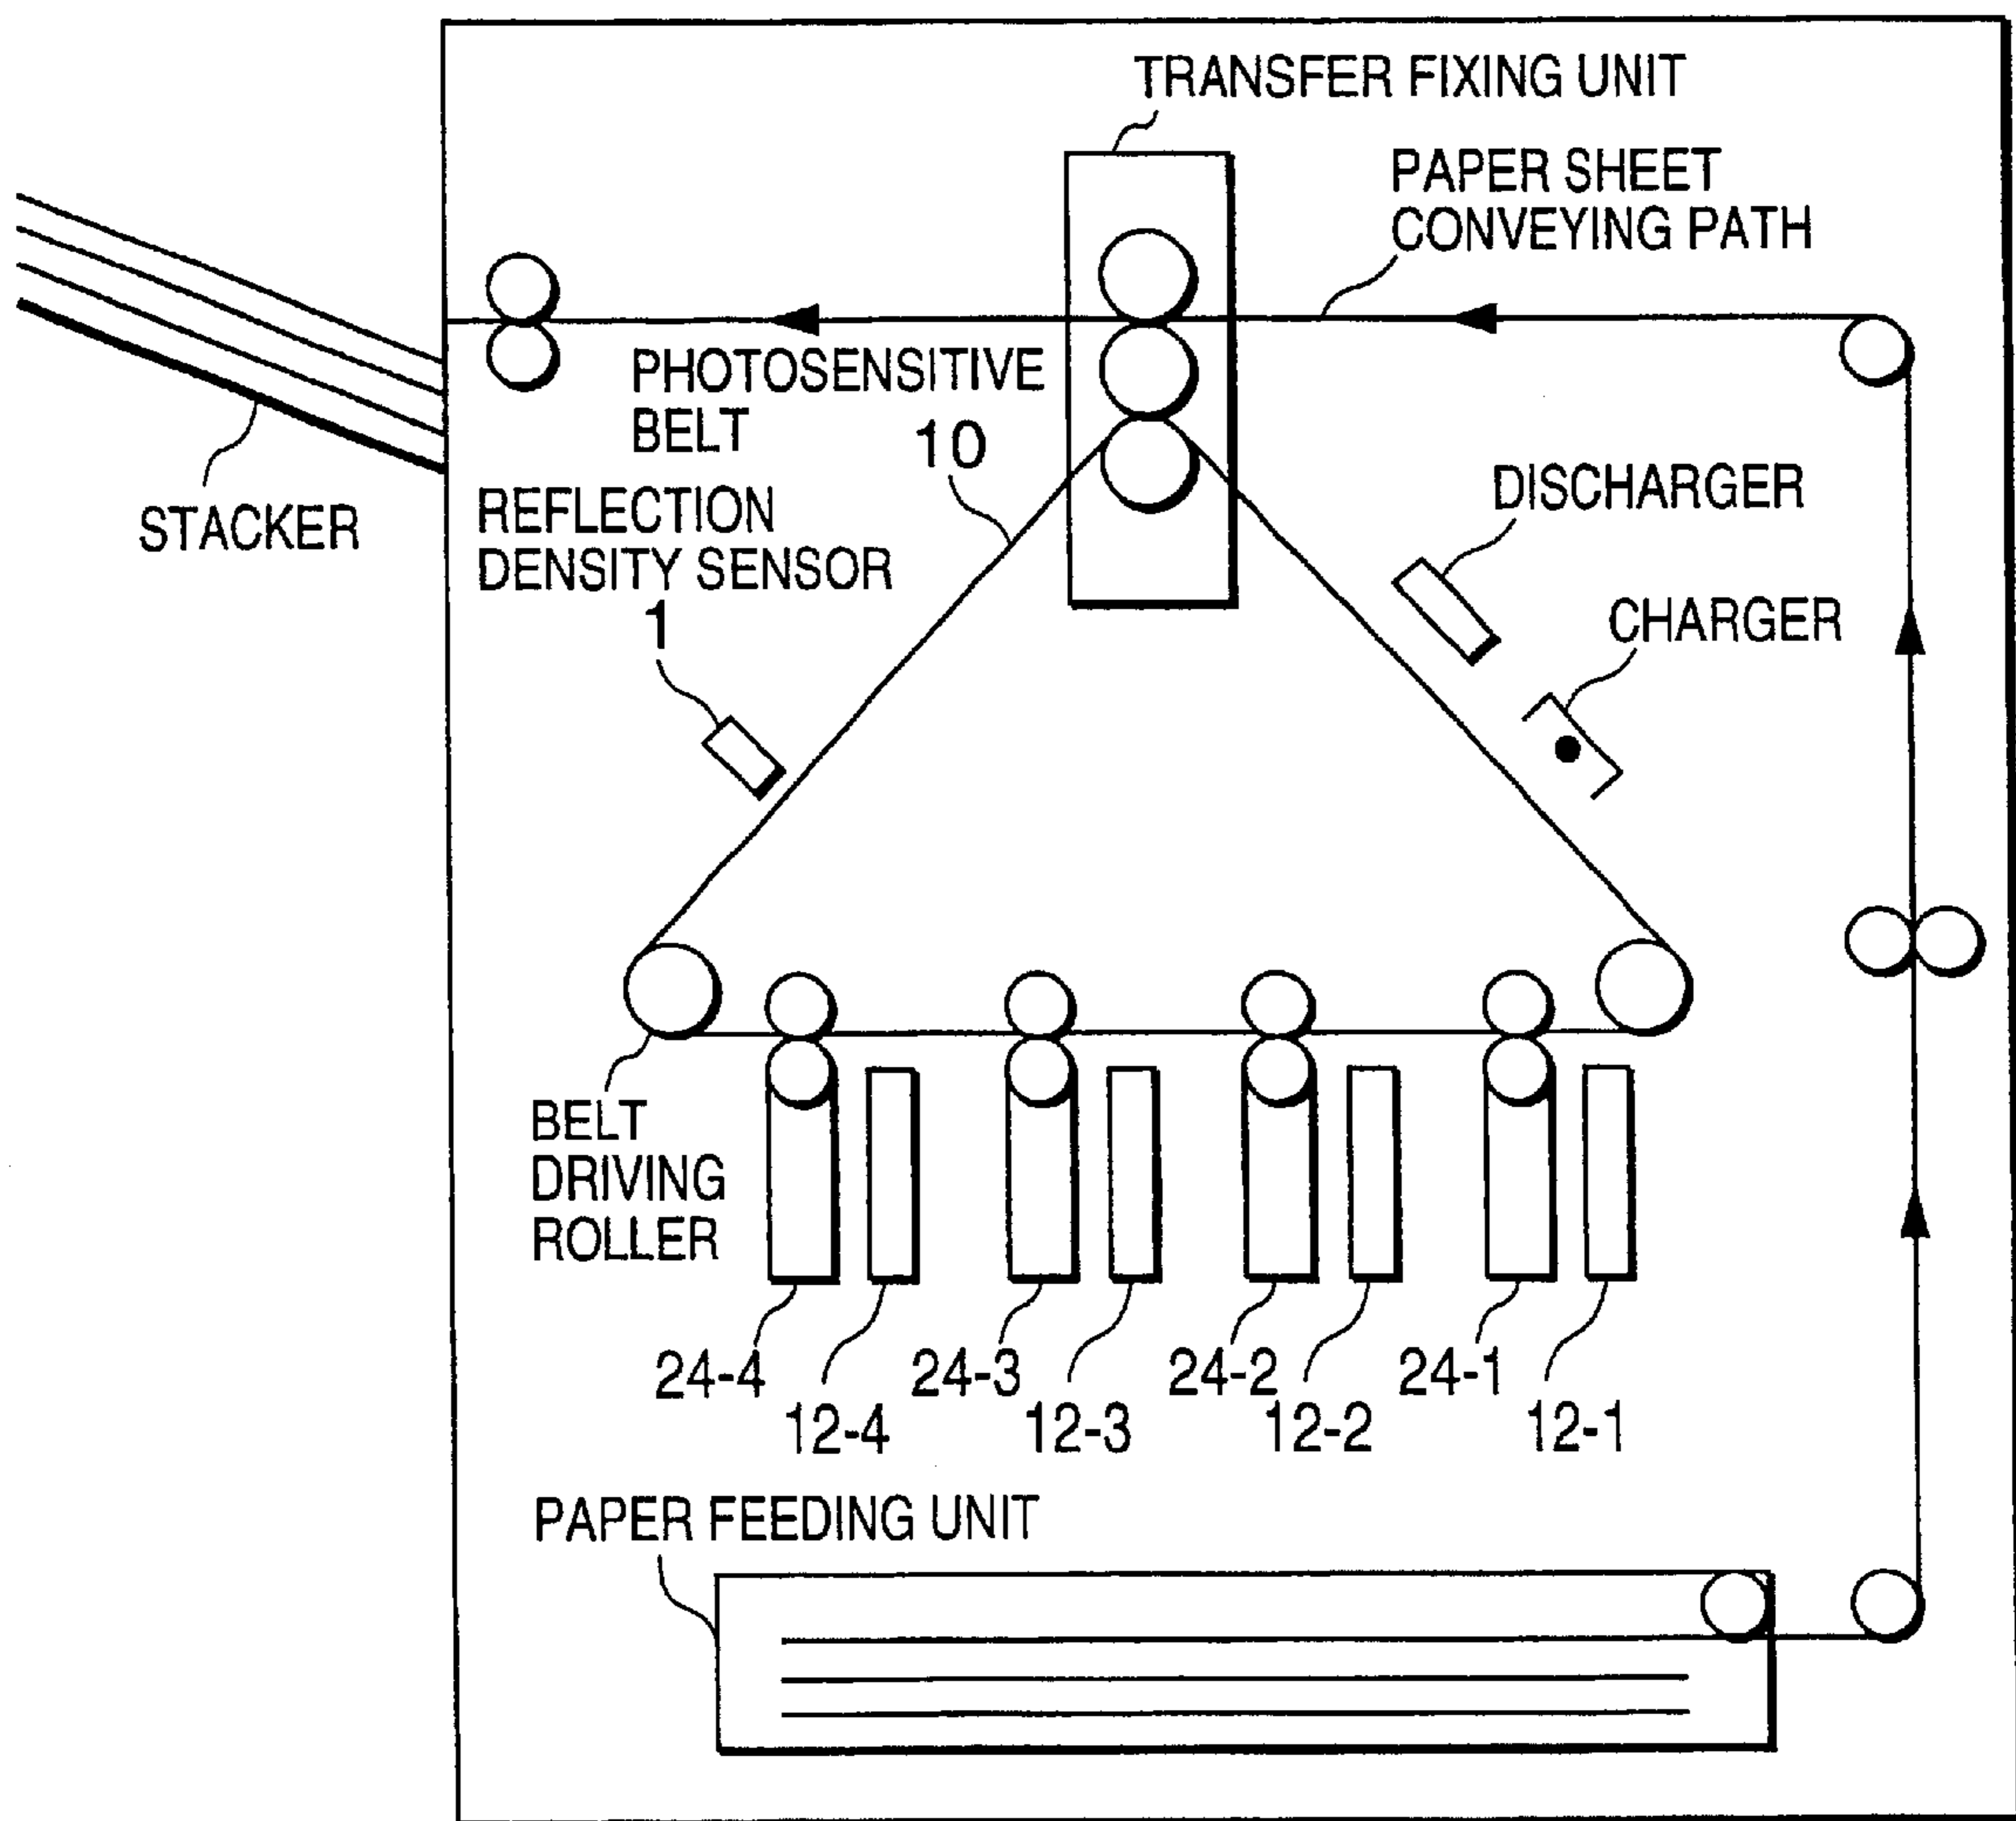 TRANSFER FIXING UNIT
PAPER SHEET
CONVEYING PATH
PHOTOSENSITIVE
BELT
10
STACKER
REFLECTION
DENSITY SENSOR
1
DISCHARGER
CHARGER
BELT
DRIVING
ROLLER
24-4
12-4
24-3
12-3
24-2
12-2
24-1
12-1
PAPER FEEDING UNIT